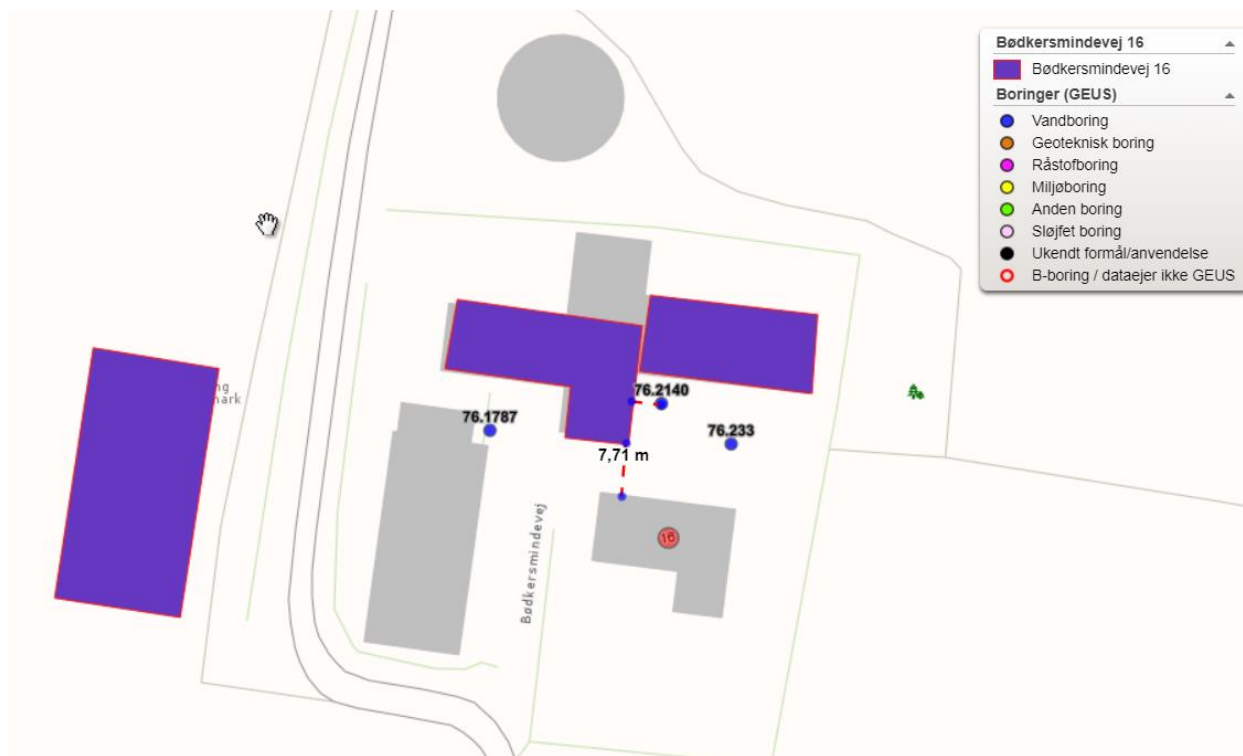 Bødkersmindevej 16
Bødkersmindevej 16
Boringer (GEUS)
Vandboring
Geoteknisk boring
Råstofboring
Miljøboring
Anden boring
Sløjfet boring
Ukendt formål/anvendelse
B-boring / dataejer ikke GEUS
76.2140
76.1787
76.233
7,71 m
16
Bødkersmindevej